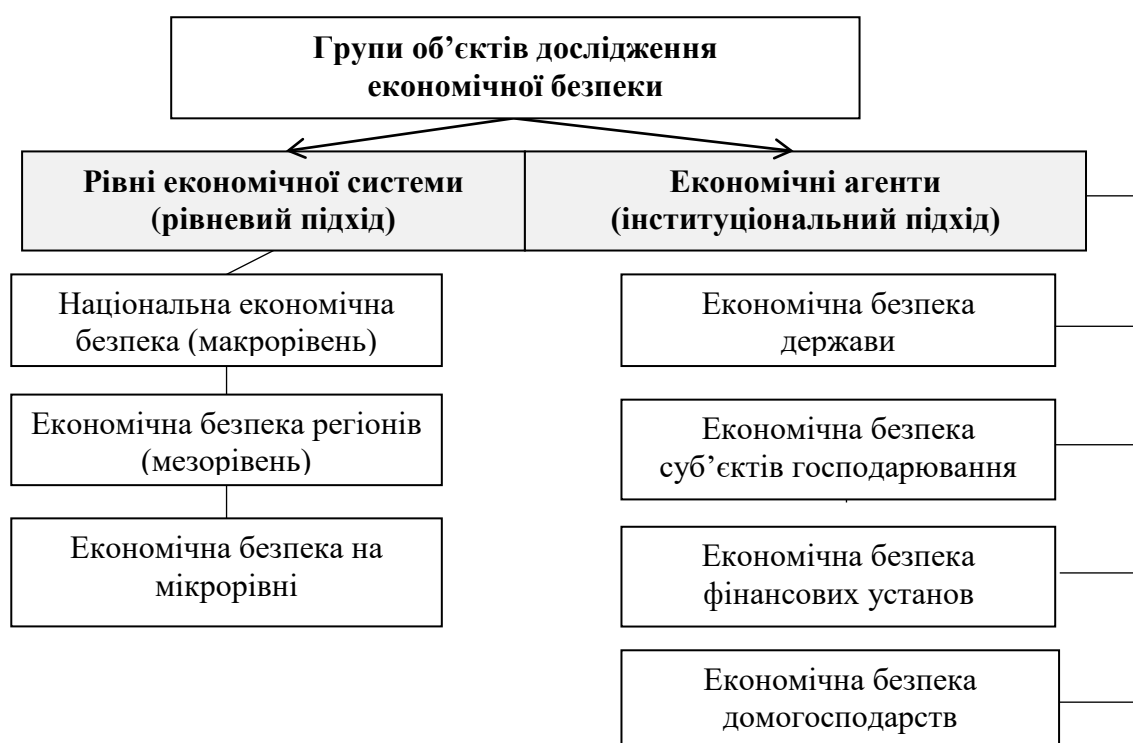 Групи об’єктів дослідження
економічної безпеки
Рівні економічної системи
(рівневий підхід)
Економічні агенти
(інституціональний підхід)
Національна економічна
безпека (макрорівень)
Економічна безпека регіонів
(мезорівень)
Економічна безпека на
мікрорівні
Економічна безпека
держави
Економічна безпека
суб’єктів господарювання
Економічна безпека
фінансових установ
Економічна безпека
домогосподарств